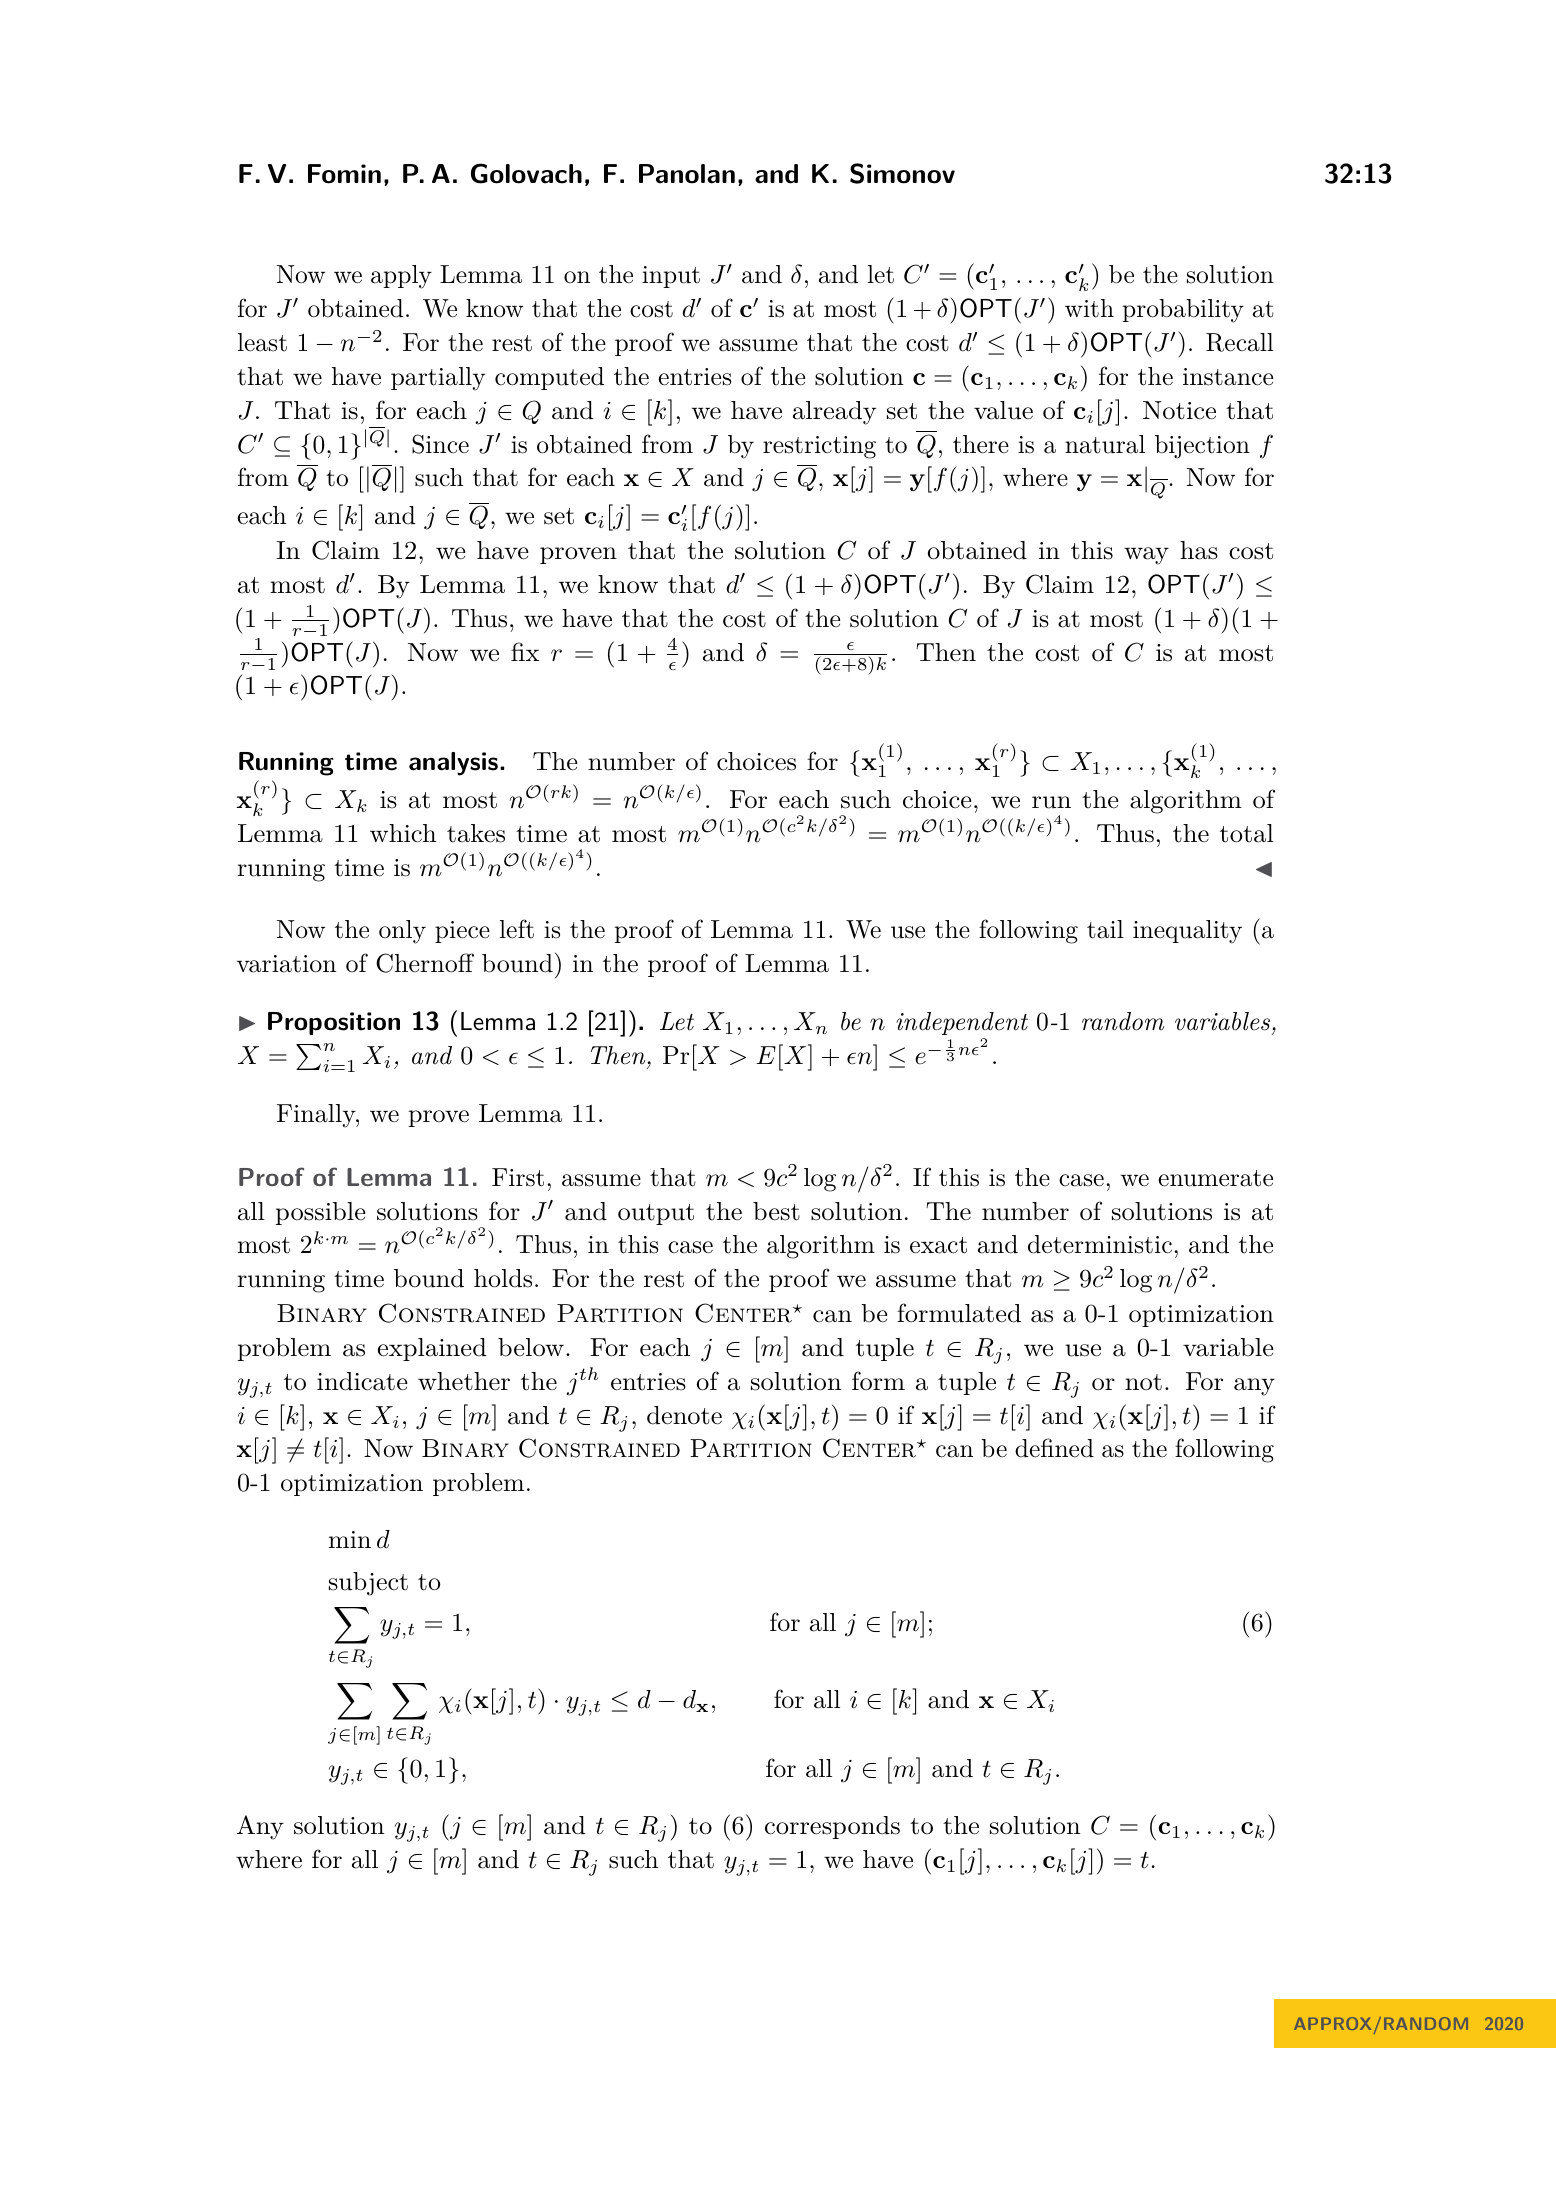 F. V. Fomin, P. A. Golovach, F. Panolan, and K. Simonov 32:13
Now we apply Lemma 11 on the input J′ and δ, and let C′ = (c′₁, …, c′ₖ) be the solution
for J′ obtained. We know that the cost d′ of c′ is at most (1 + δ)OPT(J′) with probability at
least 1 − n⁻². For the rest of the proof we assume that the cost d′ ≤ (1 + δ)OPT(J′). Recall
that we have partially computed the entries of the solution c = (c₁, …, cₖ) for the instance
J. That is, for each j ∈ Q and i ∈ [k], we have already set the value of cᵢ[j]. Notice that
C′ ⊆ {0, 1}^{|Q̅|}. Since J′ is obtained from J by restricting to Q̅, there is a natural bijection f
from Q̅ to [|Q̅|] such that for each x ∈ X and j ∈ Q̅, x[j] = y[f(j)], where y = x|_Q̅. Now for
each i ∈ [k] and j ∈ Q̅, we set cᵢ[j] = c′ᵢ[f(j)].
In Claim 12, we have proven that the solution C of J obtained in this way has cost
at most d′. By Lemma 11, we know that d′ ≤ (1 + δ)OPT(J′). By Claim 12, OPT(J′) ≤
(1 + \frac{1}{r−1})OPT(J). Thus, we have that the cost of the solution C of J is at most (1 + δ)(1 +
\frac{1}{r−1})OPT(J). Now we fix r = (1 + \frac{4}{ϵ}) and δ = \frac{ϵ}{(2ϵ+8)k}. Then the cost of C is at most
(1 + ϵ)OPT(J).
Running time analysis. The number of choices for {x₁^{(1)}, …, x₁^{(r)}} ⊂ X₁, …, {xₖ^{(1)}, …,
xₖ^{(r)}} ⊂ Xₖ is at most n^{O(rk)} = n^{O(k/ϵ)}. For each such choice, we run the algorithm of
Lemma 11 which takes time at most m^{O(1)}n^{O(c²k/δ²)} = m^{O(1)}n^{O((k/ϵ)⁴)}. Thus, the total
running time is m^{O(1)}n^{O((k/ϵ)⁴)}. ◀
Now the only piece left is the proof of Lemma 11. We use the following tail inequality (a
variation of Chernoff bound) in the proof of Lemma 11.
▶ Proposition 13 (Lemma 1.2 [21]). Let X₁, …, Xₙ be n independent 0-1 random variables,
X = ∑_{i=1}^{n} Xᵢ, and 0 < ϵ ≤ 1. Then, Pr[X > E[X] + ϵn] ≤ e^{−\frac{1}{3}nϵ²}.
Finally, we prove Lemma 11.
Proof of Lemma 11. First, assume that m < 9c² log n/δ². If this is the case, we enumerate
all possible solutions for J′ and output the best solution. The number of solutions is at
most 2^{k·m} = n^{O(c²k/δ²)}. Thus, in this case the algorithm is exact and deterministic, and the
running time bound holds. For the rest of the proof we assume that m ≥ 9c² log n/δ².
Binary Constrained Partition Center⋆ can be formulated as a 0-1 optimization
problem as explained below. For each j ∈ [m] and tuple t ∈ Rⱼ, we use a 0-1 variable
y_{j,t} to indicate whether the j^{th} entries of a solution form a tuple t ∈ Rⱼ or not. For any
i ∈ [k], x ∈ Xᵢ, j ∈ [m] and t ∈ Rⱼ, denote χᵢ(x[j], t) = 0 if x[j] = t[i] and χᵢ(x[j], t) = 1 if
x[j] ≠ t[i]. Now Binary Constrained Partition Center⋆ can be defined as the following
0-1 optimization problem.
min d
subject to
∑_{t∈Rⱼ} y_{j,t} = 1, for all j ∈ [m]; (6)
∑_{j∈[m]} ∑_{t∈Rⱼ} χᵢ(x[j], t) · y_{j,t} ≤ d − d_x, for all i ∈ [k] and x ∈ Xᵢ
y_{j,t} ∈ {0, 1}, for all j ∈ [m] and t ∈ Rⱼ.
Any solution y_{j,t} (j ∈ [m] and t ∈ Rⱼ) to (6) corresponds to the solution C = (c₁, …, cₖ)
where for all j ∈ [m] and t ∈ Rⱼ such that y_{j,t} = 1, we have (c₁[j], …, cₖ[j]) = t.
APPROX/RANDOM 2020